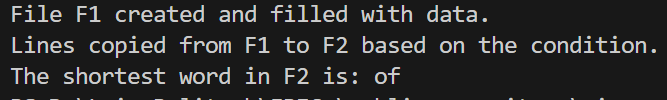 File F1 created and filled with data.
Lines copied from F1 to F2 based on the condition.
The shortest word in F2 is: of